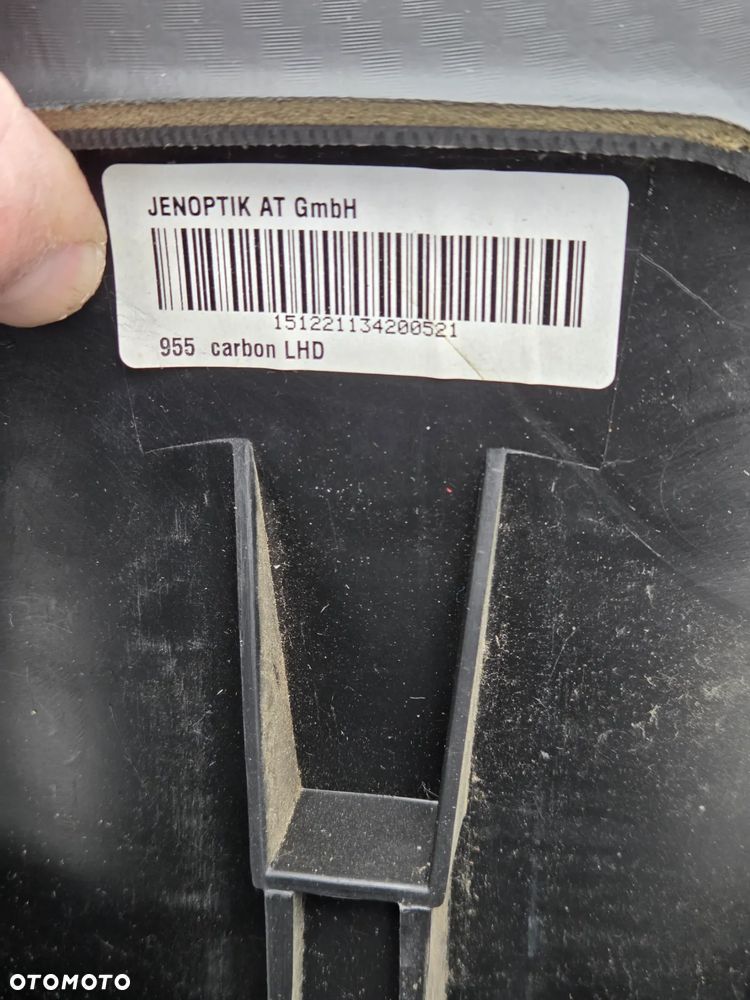 JENOPTIK AT GmbH
151221134200521
955 carbon LHD
OTOMOTO